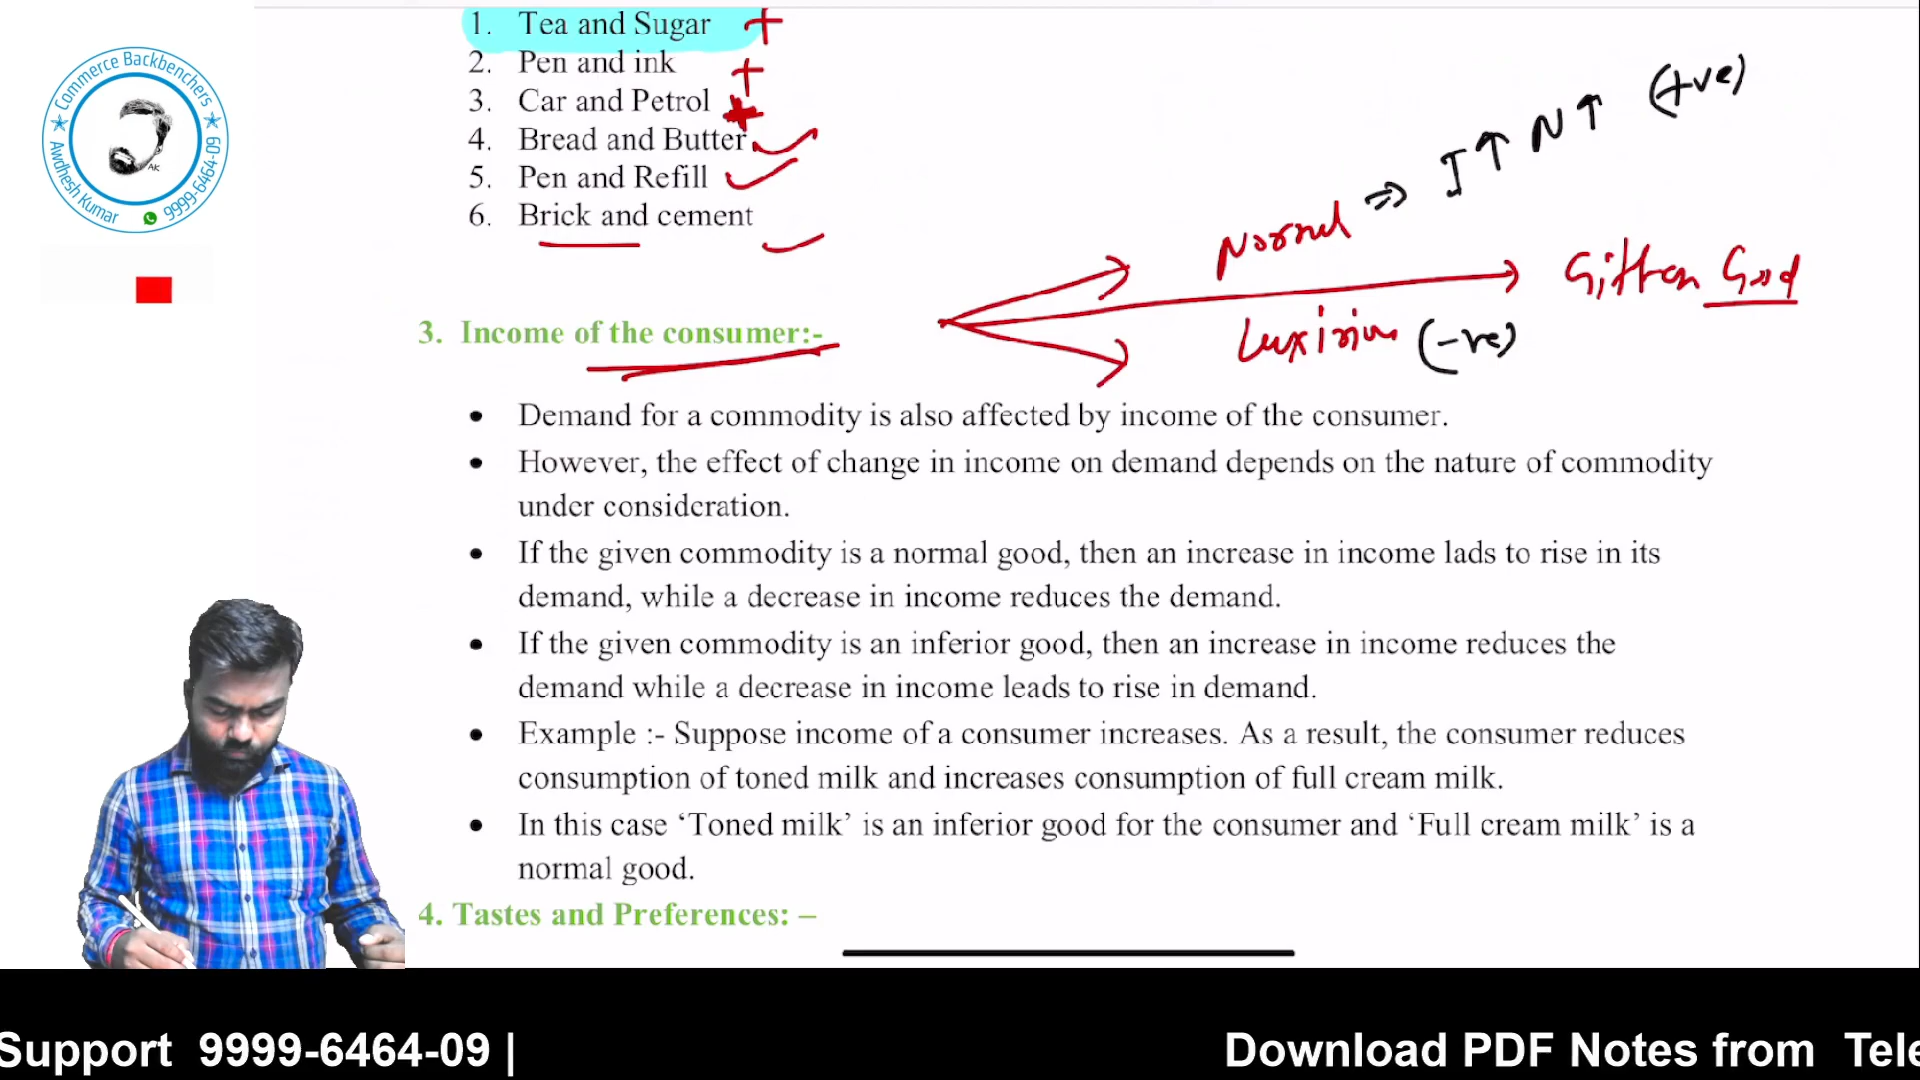 Commerce Backbenchers
Awdhesh Kumar
9999-6464-09
AK
1. Tea and Sugar +
2. Pen and ink +
3. Car and Petrol
4. Bread and Butter
5. Pen and Refill
6. Brick and cement
I↑ N↑ (+ve)
Normal ⇒
Giffen Good
(-ve)
3. Income of the consumer:-
• Demand for a commodity is also affected by income of the consumer.
• However, the effect of change in income on demand depends on the nature of commodity
under consideration.
• If the given commodity is a normal good, then an increase in income lads to rise in its
demand, while a decrease in income reduces the demand.
• If the given commodity is an inferior good, then an increase in income reduces the
demand while a decrease in income leads to rise in demand.
• Example :- Suppose income of a consumer increases. As a result, the consumer reduces
consumption of toned milk and increases consumption of full cream milk.
• In this case ‘Toned milk’ is an inferior good for the consumer and ‘Full cream milk’ is a
normal good.
4. Tastes and Preferences: –
Support 9999-6464-09 |
Download PDF Notes from Tele